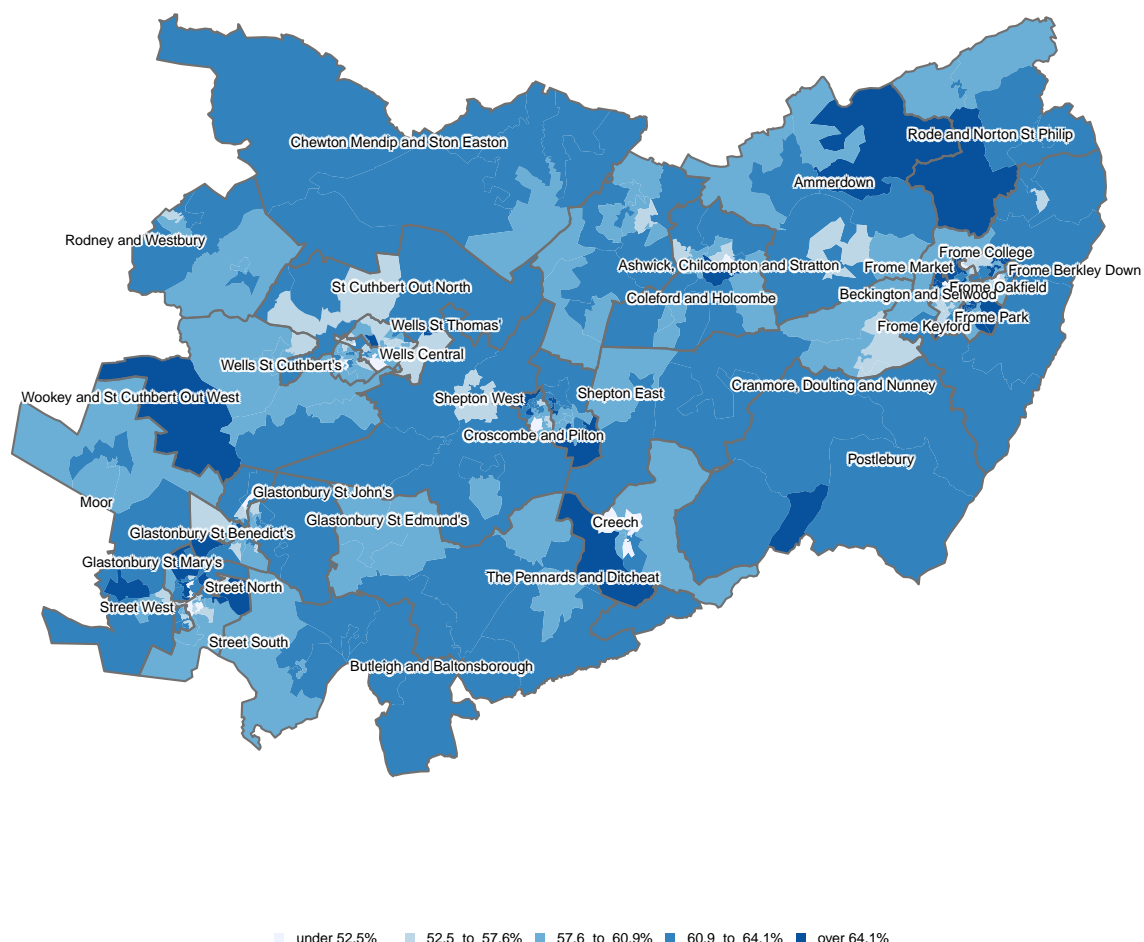 Rode and Norton St Philip
Chewton Mendip and Ston Easton
Ammerdown
Rodney and Westbury
Frome College
Ashwick, Chilcompton and Stratton
Frome Market
Frome Berkley Down
St Cuthbert Out North
Frome Oakfield
Coleford and Holcombe
Beckington and Selwood
Frome Park
Wells St Thomas'
Frome Keyford
Wells Central
Wells St Cuthbert's
Cranmore, Doulting and Nunney
Shepton East
Wookey and St Cuthbert Out West
Shepton West
Croscombe and Pilton
Postlebury
Glastonbury St John's
Moor
Glastonbury St Edmund's
Creech
Glastonbury St Benedict's
Glastonbury St Mary's
The Pennards and Ditcheat
Street North
Street West
Street South
Butleigh and Baltonsborough
under 52.5% 52.5 to 57.6% 57.6 to 60.9% 60.9 to 64.1% over 64.1%